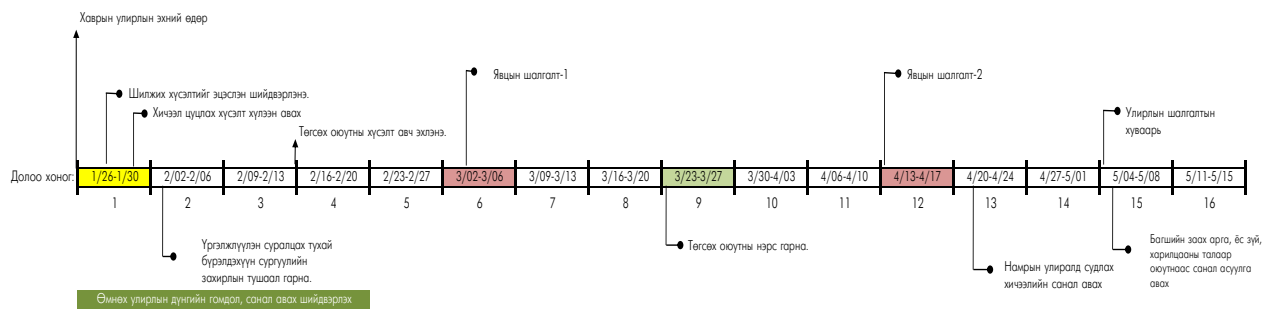 Хаврын улирлын эхний өдөр
Явцын шалгалт-1
Явцын шалгалт-2
Шилжих хүсэлтийг эцэслэн шийдвэрлэнэ.
Хичээл цуцлах хүсэлт хүлээн авах
Улирлын шалгалтын
хуваарь
Төгсөх оюутны хүсэлт авч эхлэнэ.
Долоо хоног: 1/26-1/30 2/02-2/06 2/09-2/13 2/16-2/20 2/23-2/27 3/02-3/06 3/09-3/13 3/16-3/20 3/23-3/27 3/30-4/03 4/06-4/10 4/13-4/17 4/20-4/24 4/27-5/01 5/04-5/08 5/11-5/15
1 2 3 4 5 6 7 8 9 10 11 12 13 14 15 16
Үргэлжлүүлэн суралцах тухай
бүрэлдэхүүн сургуулийн
захирлын тушаал гарна.
Төгсөх оюутны нэрс гарна.
Намрын улиралд судлах
хичээлийн санал авах
Багшийн заах арга, ёс зүй,
харилцааны талаар
оюутнаас санал асуулга
авах
Өмнөх улирлын дүнгийн гомдол, санал авах шийдвэрлэх